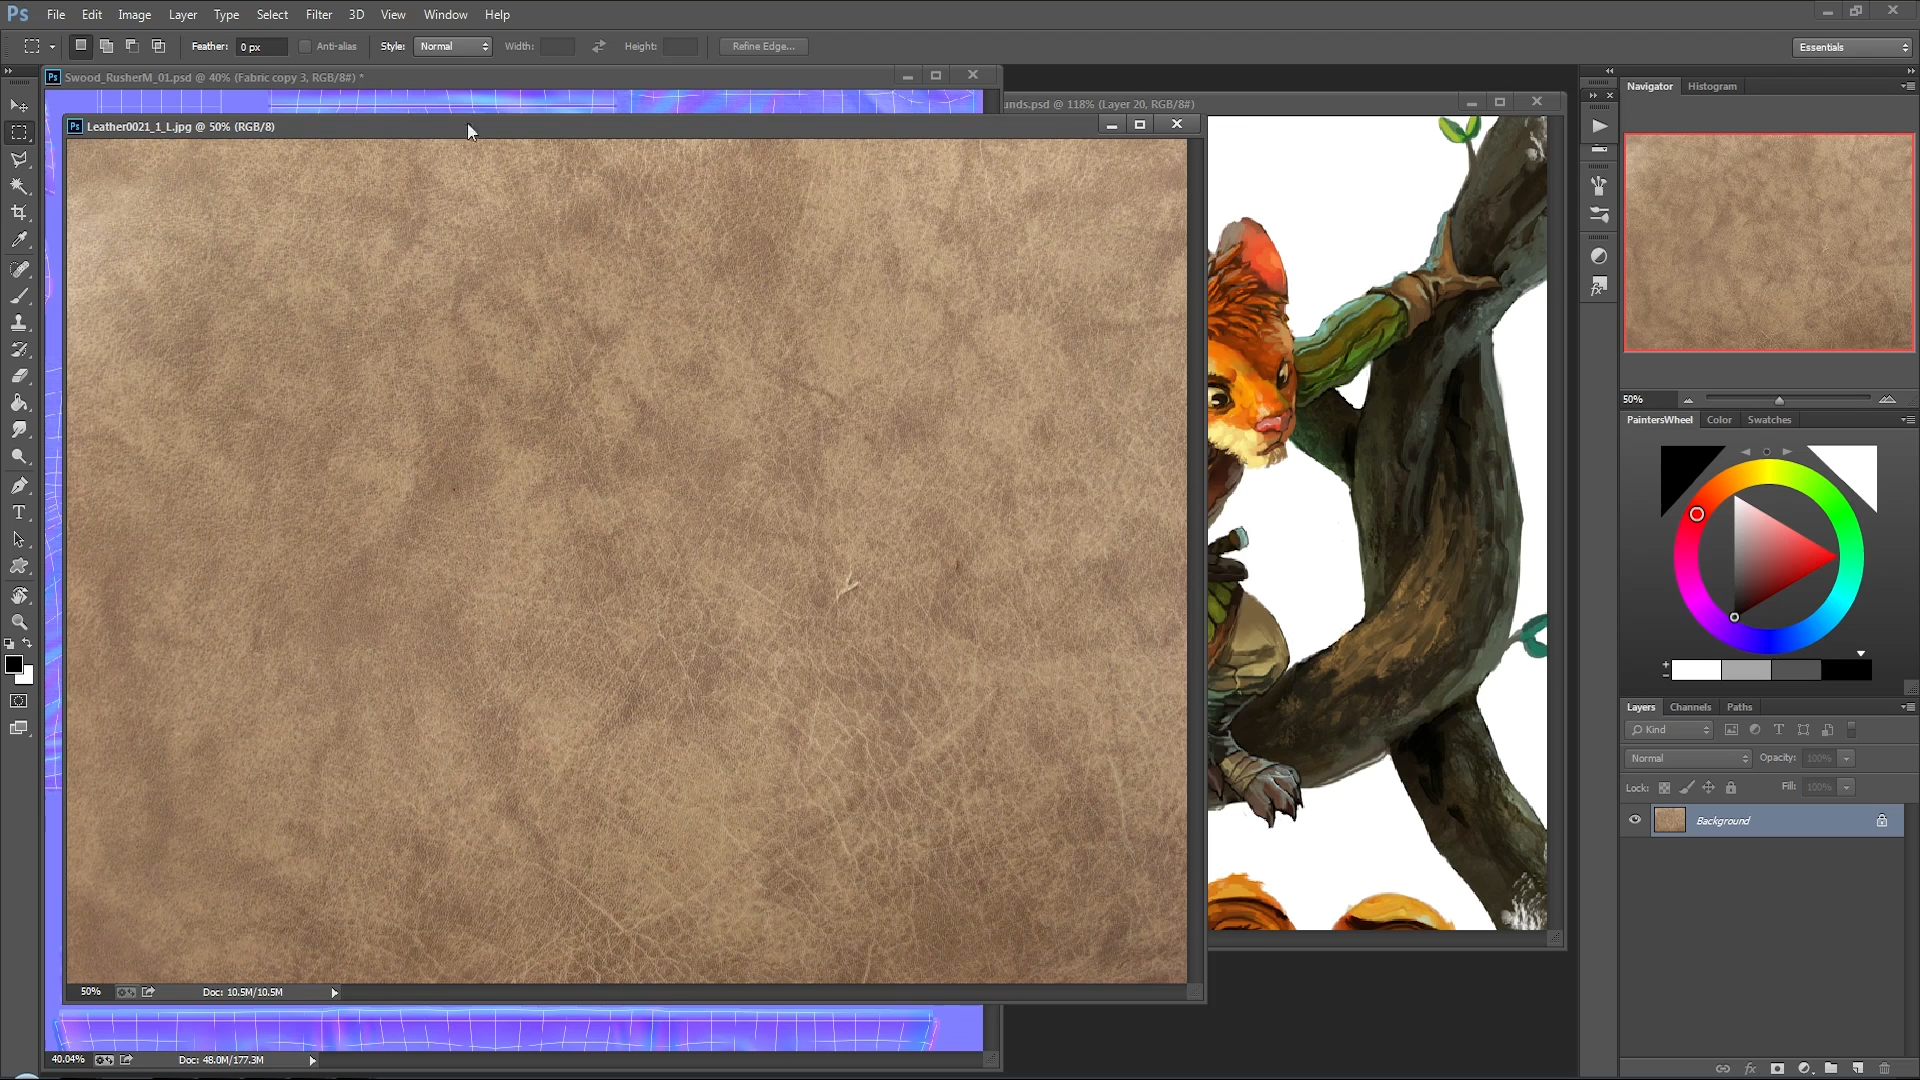 Ps File Edit Image Layer Type Select Filter 3D View Window Help
Feather: 0 px Anti-alias Style: Normal Width: Height: Refine Edge... Essentials
Ps Swood_RusherM_01.psd @ 40% (Fabric copy 3, RGB/8#) *
unds.psd @ 118% (Layer 20, RGB/8#)
Ps Leather0021_1_L.jpg @ 50% (RGB/8)
Navigator Histogram
50%
PaintersWheel Color Swatches
Layers Channels Paths
Kind
Normal Opacity: 100%
Lock: Fill: 100%
Background
50% Doc: 10.5M/10.5M
40.04% Doc: 48.0M/177.3M